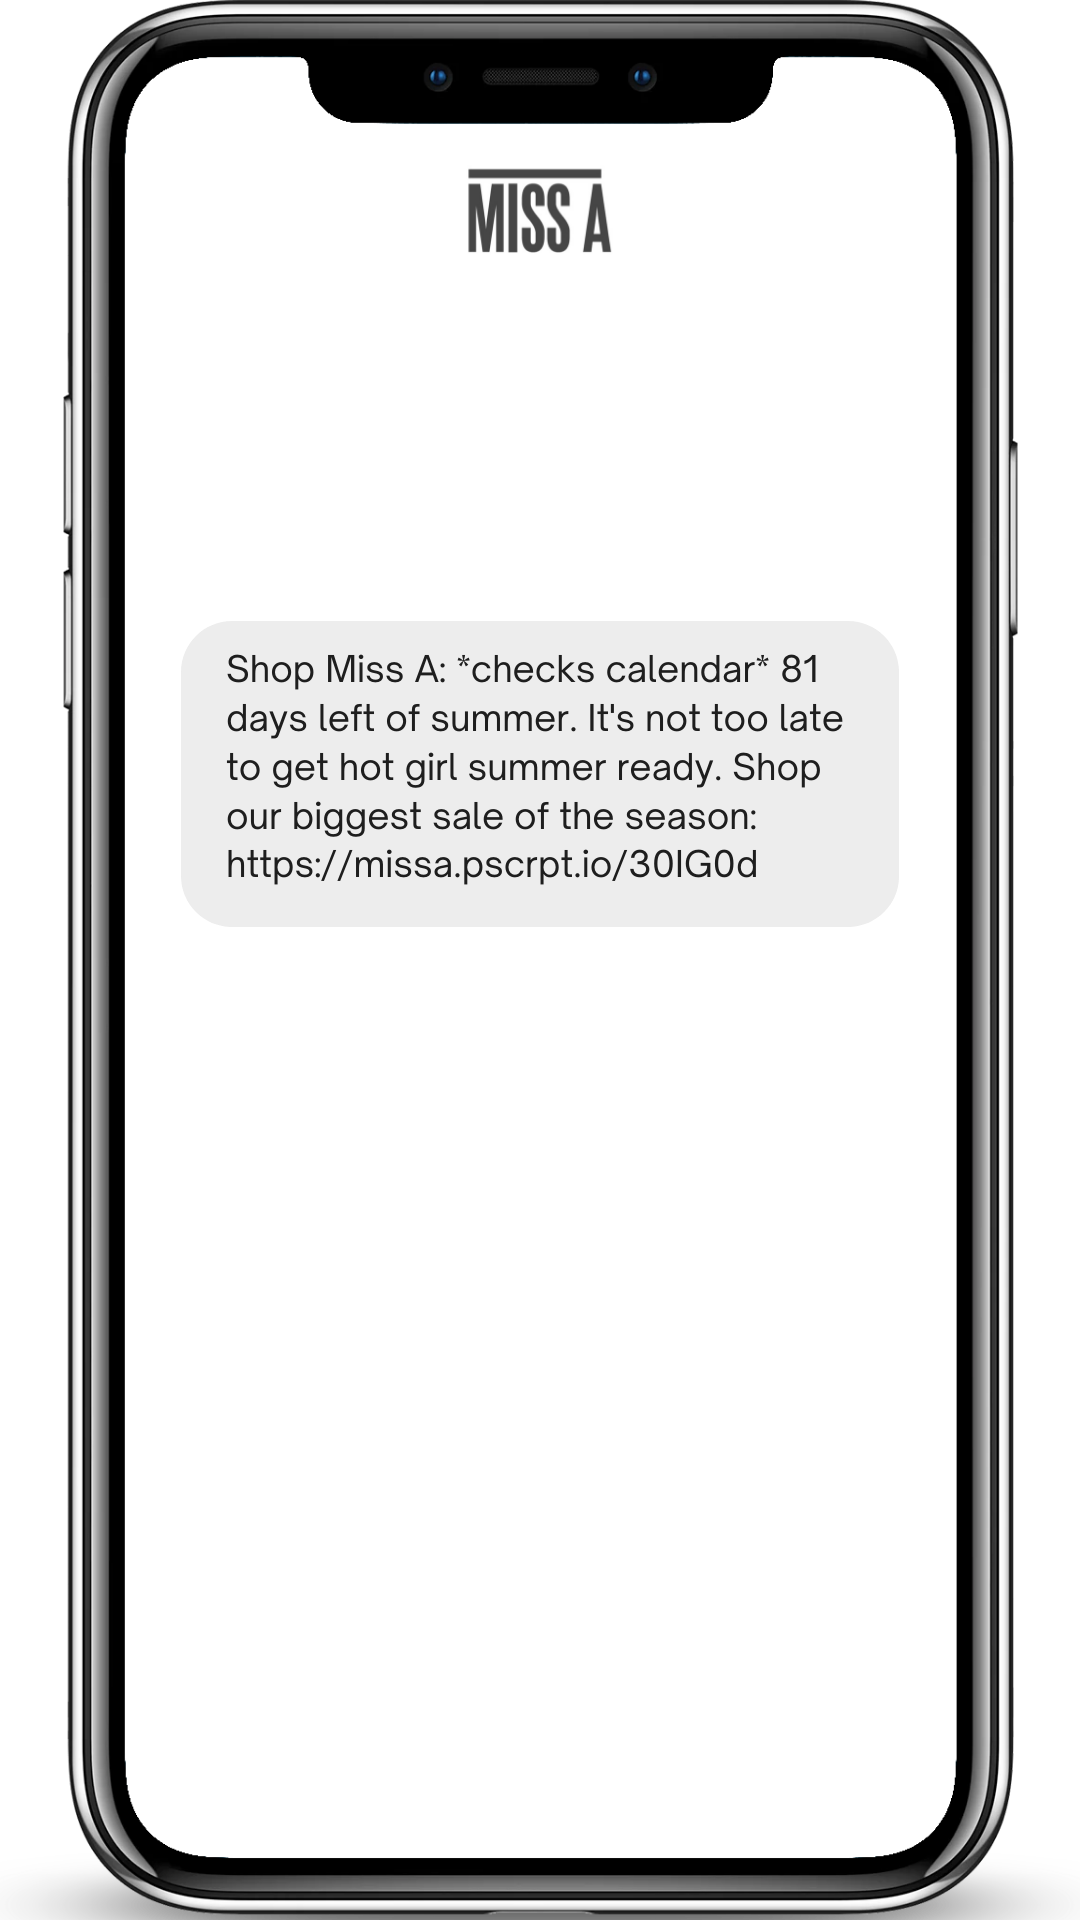 MISS A
Shop Miss A: *checks calendar* 81
days left of summer. It's not too late
to get hot girl summer ready. Shop
our biggest sale of the season:
https://missa.pscrpt.io/30IG0d